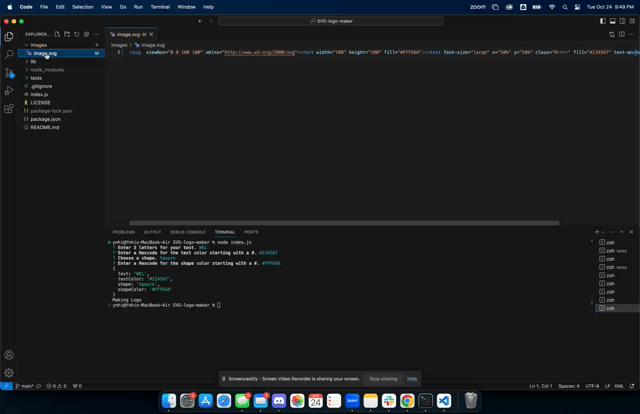 Code File Edit Selection View Go Run Terminal Window Help zoom Tue Oct 24 9:49 PM
SVG-logo-maker
EXPLORER...
image.svg M
images
image.svg M
lib
node_modules
tests
.gitignore
index.js
LICENSE
package-lock.json
package.json
README.md
images > image.svg
1 <svg viewBox="0 0 100 100" xmlns="http://www.w3.org/2000/svg"><rect width="100" height="100" fill="#fff666"/><text font-size="large" x="50%" y="50%" class="Rrrrr" fill="#234567" text-anch
PROBLEMS OUTPUT DEBUG CONSOLE TERMINAL PORTS
ynhi@Ynhis-MacBook-Air SVG-logo-maker % node index.js
? Enter 3 letters for your text. WEL
? Enter a Hexcode for the text color starting with a #. #234567
? Choose a shape. Square
? Enter a Hexcode for the shape color starting with a #. #fff666
{
text: 'WEL',
textColor: '#234567',
shape: 'Square',
shapeColor: '#fff666'
}
Making Logo
ynhi@Ynhis-MacBook-Air SVG-logo-maker %
zsh
zsh tests
zsh
zsh tests
zsh
zsh
zsh
zsh
zsh
Screencastify - Screen Video Recorder is sharing your screen. Stop sharing Hide
main* 0 0 0 Ln 1, Col 1 Spaces: 4 UTF-8 LF XML